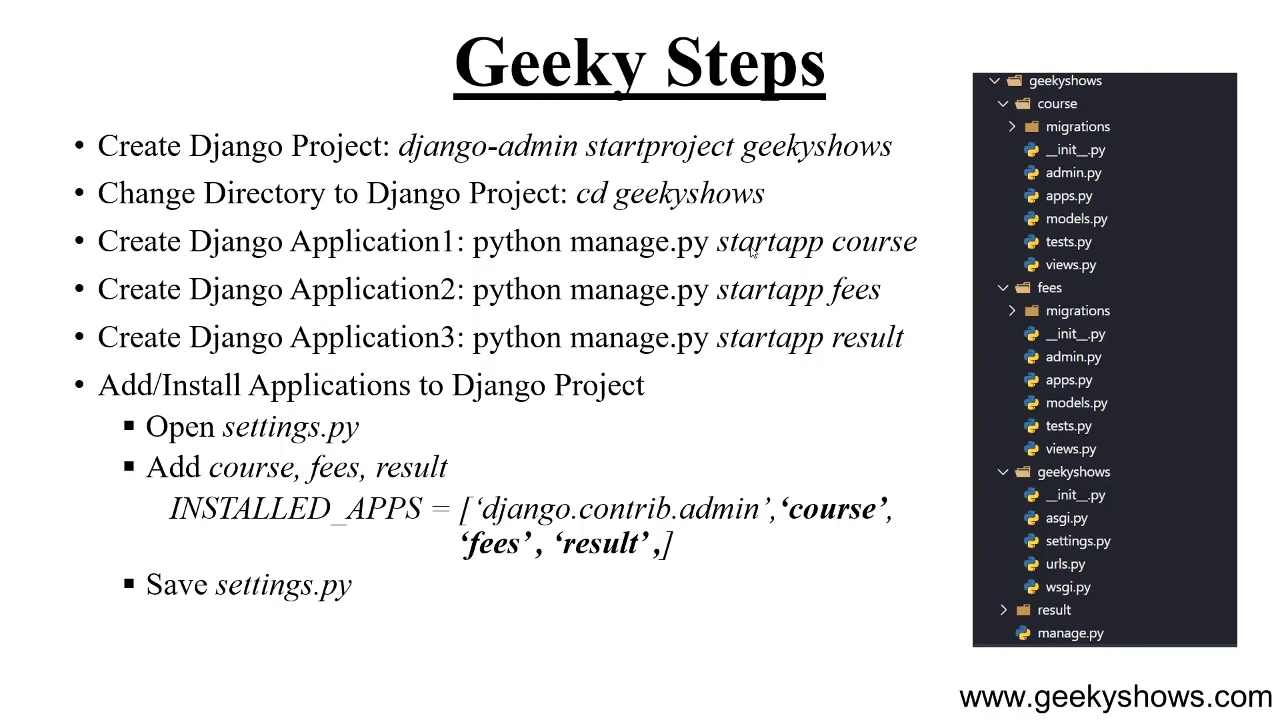 Geeky Steps
• Create Django Project: django-admin startproject geekyshows
• Change Directory to Django Project: cd geekyshows
• Create Django Application1: python manage.py startapp course
• Create Django Application2: python manage.py startapp fees
• Create Django Application3: python manage.py startapp result
• Add/Install Applications to Django Project
▪ Open settings.py
▪ Add course, fees, result
INSTALLED_APPS = [‘django.contrib.admin’,‘course’,
‘fees’ , ‘result’ ,]
▪ Save settings.py
geekyshows
course
migrations
__init__.py
admin.py
apps.py
models.py
tests.py
views.py
fees
migrations
__init__.py
admin.py
apps.py
models.py
tests.py
views.py
geekyshows
__init__.py
asgi.py
settings.py
urls.py
wsgi.py
result
manage.py
www.geekyshows.com